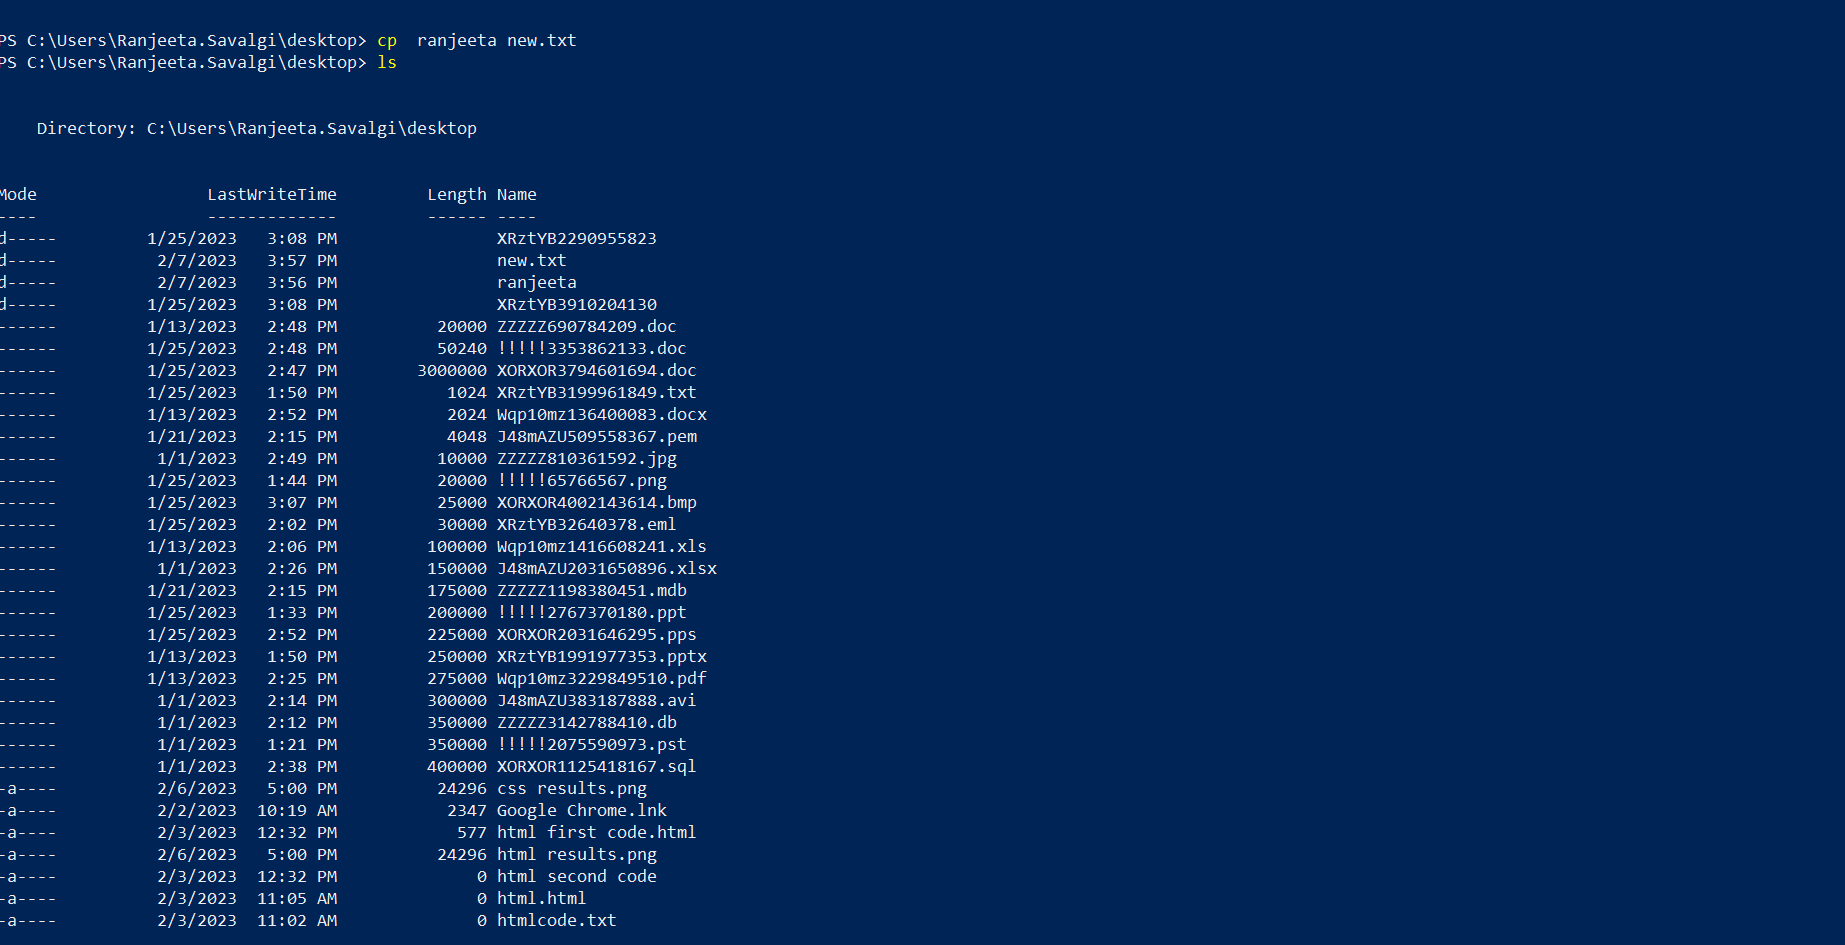 PS C:\Users\Ranjeeta.Savalgi\desktop> cp  ranjeeta new.txt
PS C:\Users\Ranjeeta.Savalgi\desktop> ls
Directory: C:\Users\Ranjeeta.Savalgi\desktop
Mode                 LastWriteTime         Length Name
----                 -------------         ------ ----
d-----         1/25/2023   3:08 PM                XRztYB2290955823
d-----          2/7/2023   3:57 PM                new.txt
d-----          2/7/2023   3:56 PM                ranjeeta
d-----         1/25/2023   3:08 PM                XRztYB3910204130
------         1/13/2023   2:48 PM          20000 ZZZZZ690784209.doc
------         1/25/2023   2:48 PM          50240 !!!!!3353862133.doc
------         1/25/2023   2:47 PM        3000000 XORXOR3794601694.doc
------         1/25/2023   1:50 PM           1024 XRztYB3199961849.txt
------         1/13/2023   2:52 PM           2024 Wqp10mz136400083.docx
------         1/21/2023   2:15 PM           4048 J48mAZU509558367.pem
------          1/1/2023   2:49 PM          10000 ZZZZZ810361592.jpg
------         1/25/2023   1:44 PM          20000 !!!!!65766567.png
------         1/25/2023   3:07 PM          25000 XORXOR4002143614.bmp
------         1/25/2023   2:02 PM          30000 XRztYB32640378.eml
------         1/13/2023   2:06 PM         100000 Wqp10mz1416608241.xls
------          1/1/2023   2:26 PM         150000 J48mAZU2031650896.xlsx
------         1/21/2023   2:15 PM         175000 ZZZZZ1198380451.mdb
------         1/25/2023   1:33 PM         200000 !!!!!2767370180.ppt
------         1/25/2023   2:52 PM         225000 XORXOR2031646295.pps
------         1/13/2023   1:50 PM         250000 XRztYB1991977353.pptx
------         1/13/2023   2:25 PM         275000 Wqp10mz3229849510.pdf
------          1/1/2023   2:14 PM         300000 J48mAZU383187888.avi
------          1/1/2023   2:12 PM         350000 ZZZZZ3142788410.db
------          1/1/2023   1:21 PM         350000 !!!!!2075590973.pst
------          1/1/2023   2:38 PM         400000 XORXOR1125418167.sql
-a----          2/6/2023   5:00 PM          24296 css results.png
-a----          2/2/2023  10:19 AM           2347 Google Chrome.lnk
-a----          2/3/2023  12:32 PM            577 html first code.html
-a----          2/6/2023   5:00 PM          24296 html results.png
-a----          2/3/2023  12:32 PM              0 html second code
-a----          2/3/2023  11:05 AM              0 html.html
-a----          2/3/2023  11:02 AM              0 htmlcode.txt